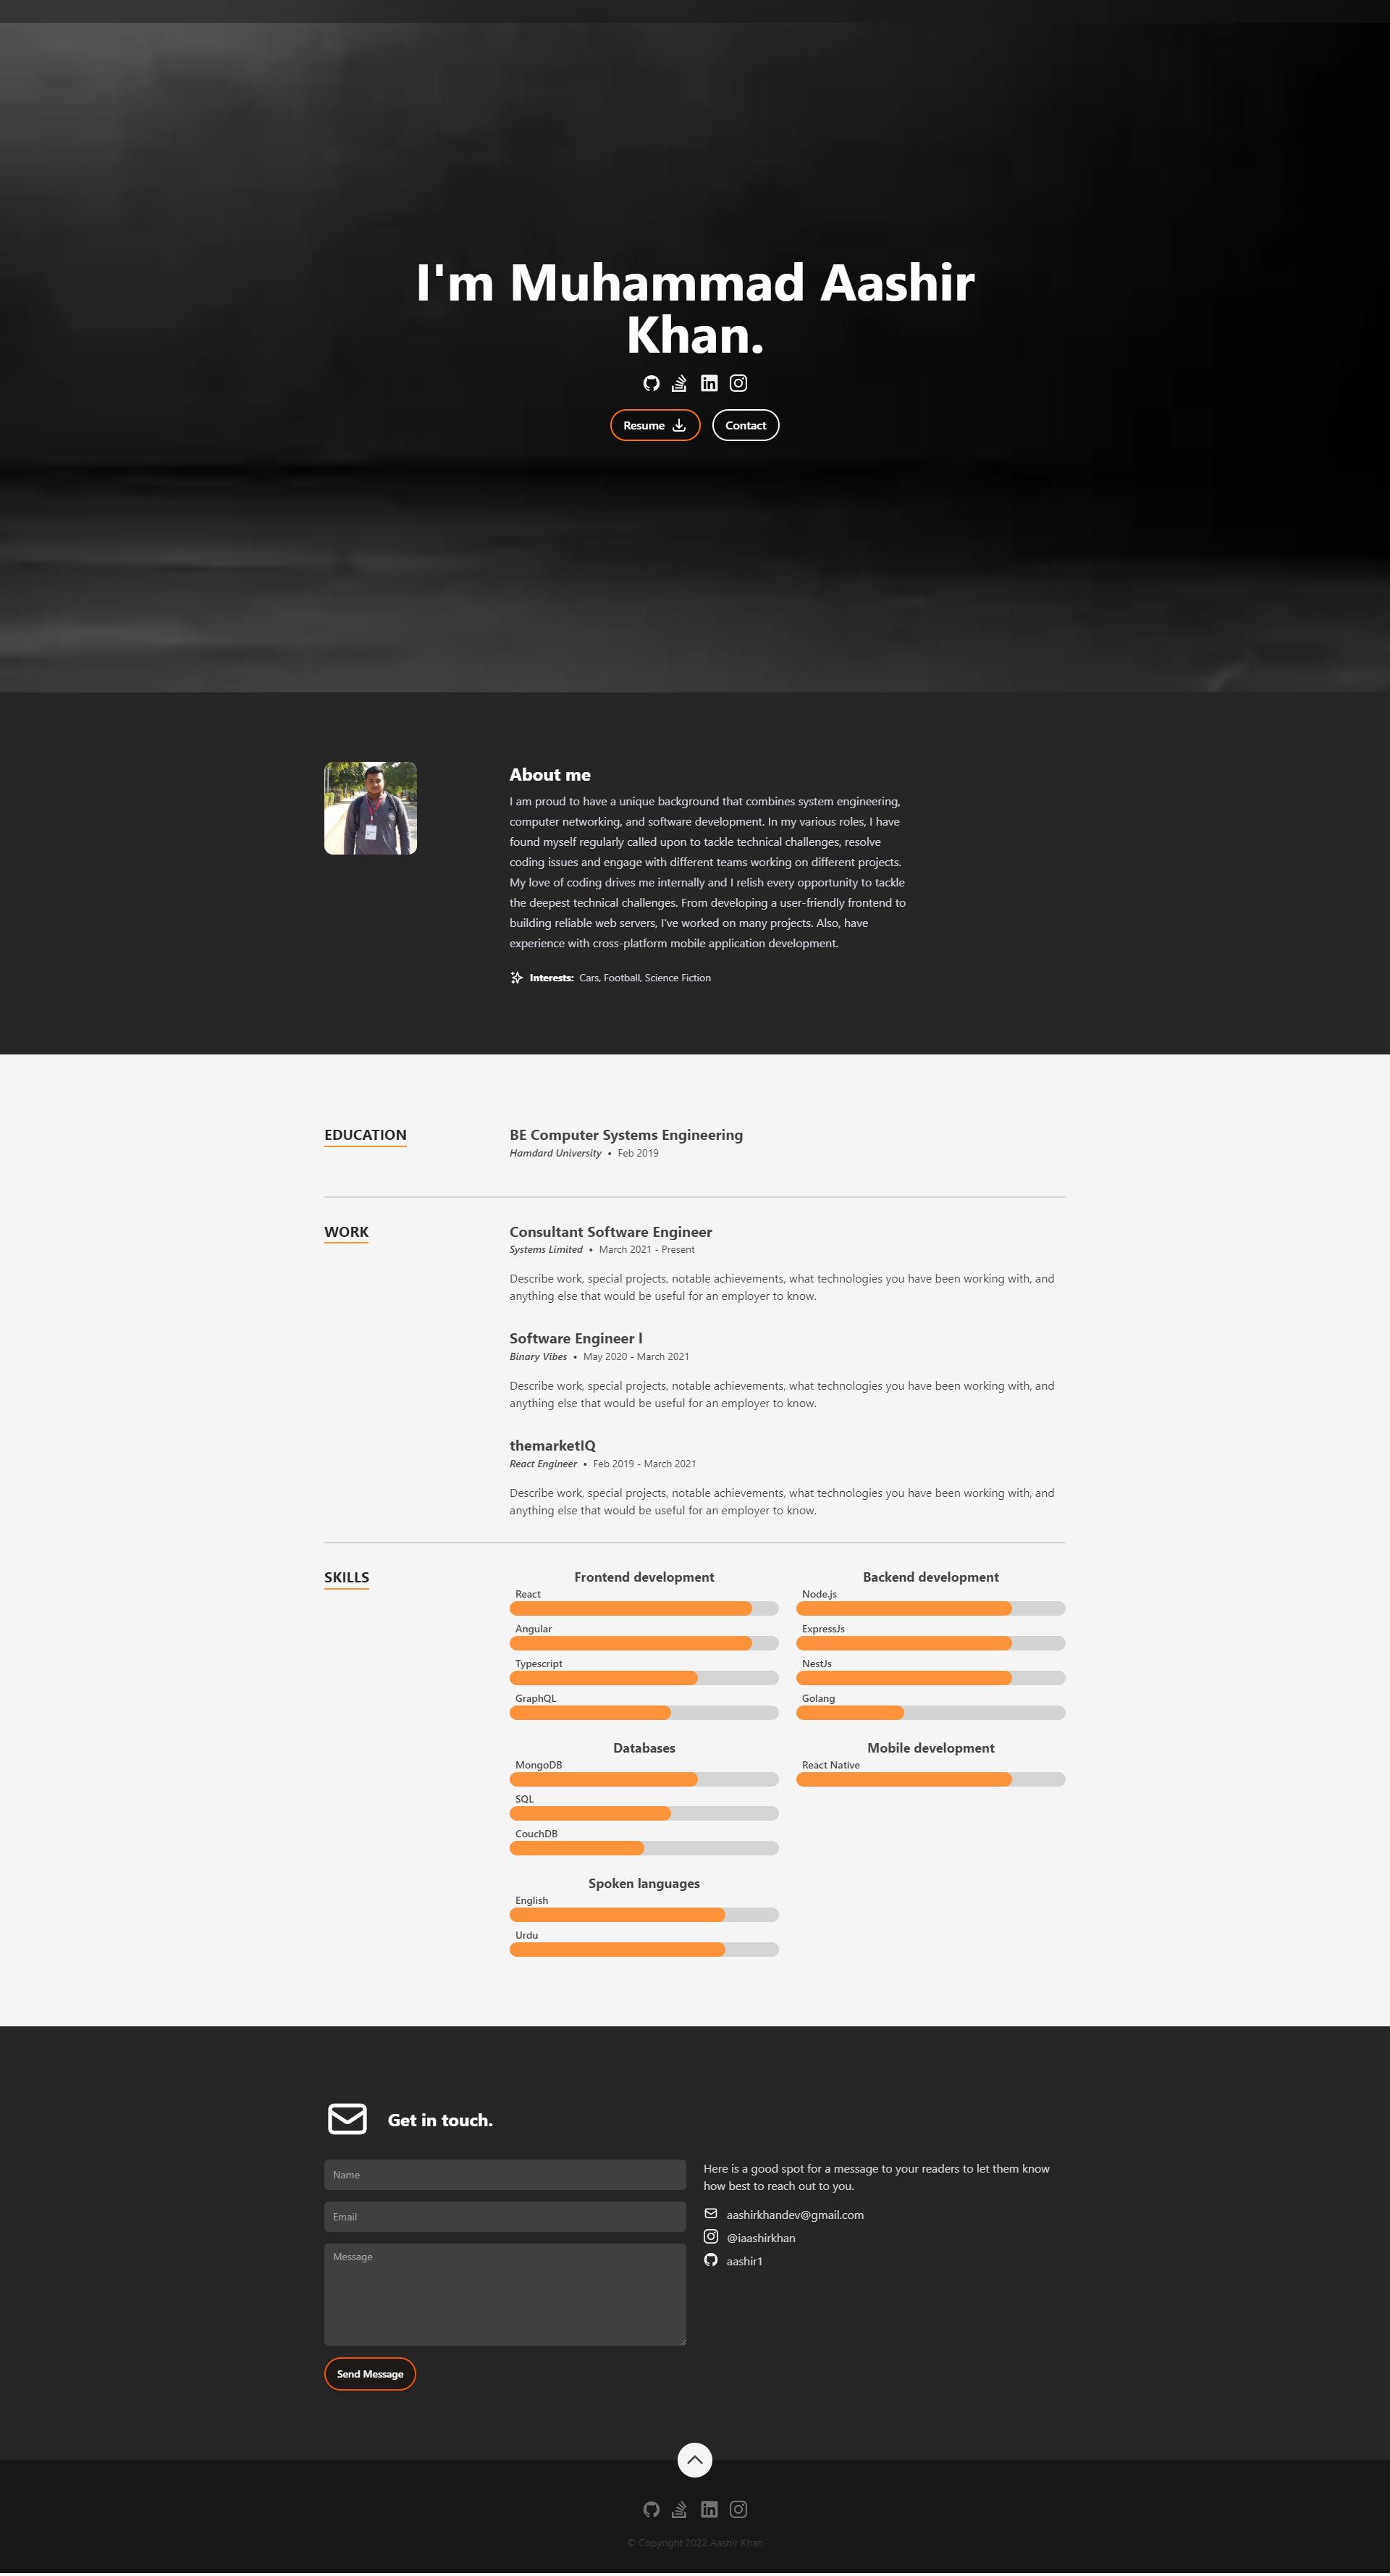 I'm Muhammad Aashir
Khan.
Resume
Contact
About me
I am proud to have a unique background that combines system engineering,
computer networking, and software development. In my various roles, I have
found myself regularly called upon to tackle technical challenges, resolve
coding issues and engage with different teams working on different projects.
My love of coding drives me internally and I relish every opportunity to tackle
the deepest technical challenges. From developing a user-friendly frontend to
building reliable web servers, I've worked on many projects. Also, have
experience with cross-platform mobile application development.
Interests: Cars, Football, Science Fiction
EDUCATION
BE Computer Systems Engineering
Hamdard University • Feb 2019
WORK
Consultant Software Engineer
Systems Limited • March 2021 - Present
Describe work, special projects, notable achievements, what technologies you have been working with, and
anything else that would be useful for an employer to know.
Software Engineer l
Binary Vibes • May 2020 - March 2021
Describe work, special projects, notable achievements, what technologies you have been working with, and
anything else that would be useful for an employer to know.
themarketIQ
React Engineer • Feb 2019 - March 2021
Describe work, special projects, notable achievements, what technologies you have been working with, and
anything else that would be useful for an employer to know.
SKILLS
Frontend development
React
Angular
Typescript
GraphQL
Backend development
Node.js
ExpressJs
NestJs
Golang
Databases
MongoDB
SQL
CouchDB
Mobile development
React Native
Spoken languages
English
Urdu
Get in touch.
Name
Email
Message
Send Message
Here is a good spot for a message to your readers to let them know
how best to reach out to you.
aashirkhandev@gmail.com
@iaashirkhan
aashir1
© Copyright 2022 Aashir Khan